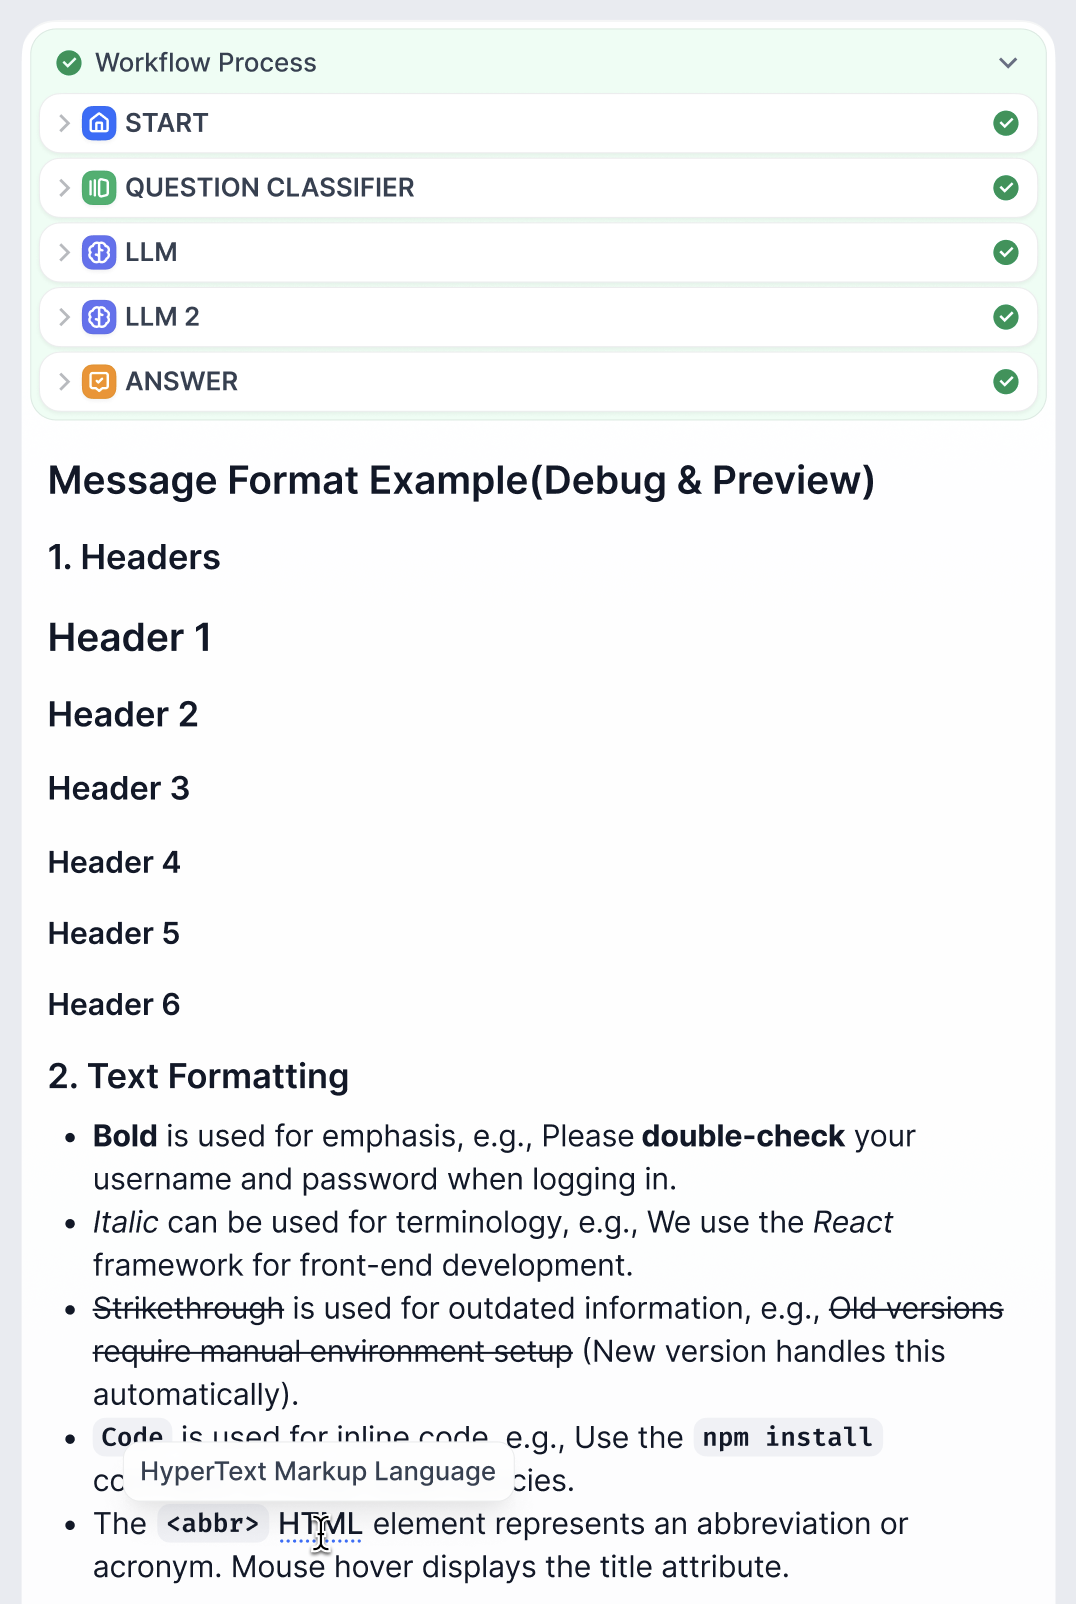 Workflow Process
START
QUESTION CLASSIFIER
LLM
LLM 2
ANSWER
Message Format Example(Debug & Preview)
1. Headers
Header 1
Header 2
Header 3
Header 4
Header 5
Header 6
2. Text Formatting
• Bold is used for emphasis, e.g., Please double-check your
username and password when logging in.
• Italic can be used for terminology, e.g., We use the React
framework for front-end development.
• Strikethrough is used for outdated information, e.g., Old versions
require manual environment setup (New version handles this
automatically).
• Code is used for inline code, e.g., Use the npm install
HyperText Markup Language
• The <abbr> HTML element represents an abbreviation or
acronym. Mouse hover displays the title attribute.